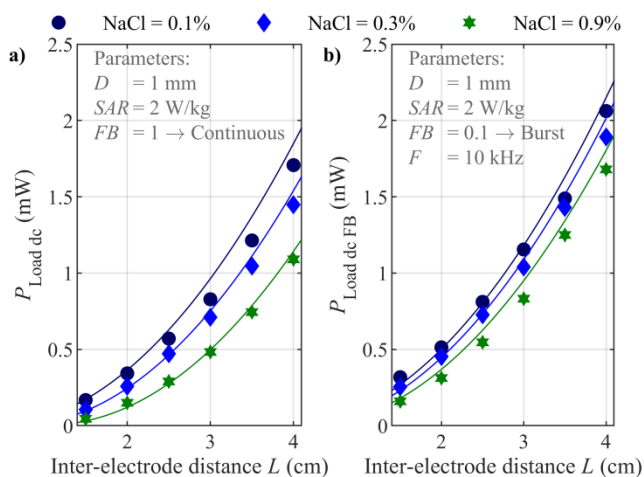 NaCl = 0.1% NaCl = 0.3% NaCl = 0.9%
a)
2.5
2
1.5
1
0.5
0
P Load dc (mW)
Parameters:
D = 1 mm
SAR = 2 W/kg
FB = 1 → Continuous
2 3 4
Inter-electrode distance L (cm)
b)
2.5
2
1.5
1
0.5
0
P Load dc FB (mW)
Parameters:
D = 1 mm
SAR = 2 W/kg
FB = 0.1 → Burst
F = 10 kHz
2 3 4
Inter-electrode distance L (cm)